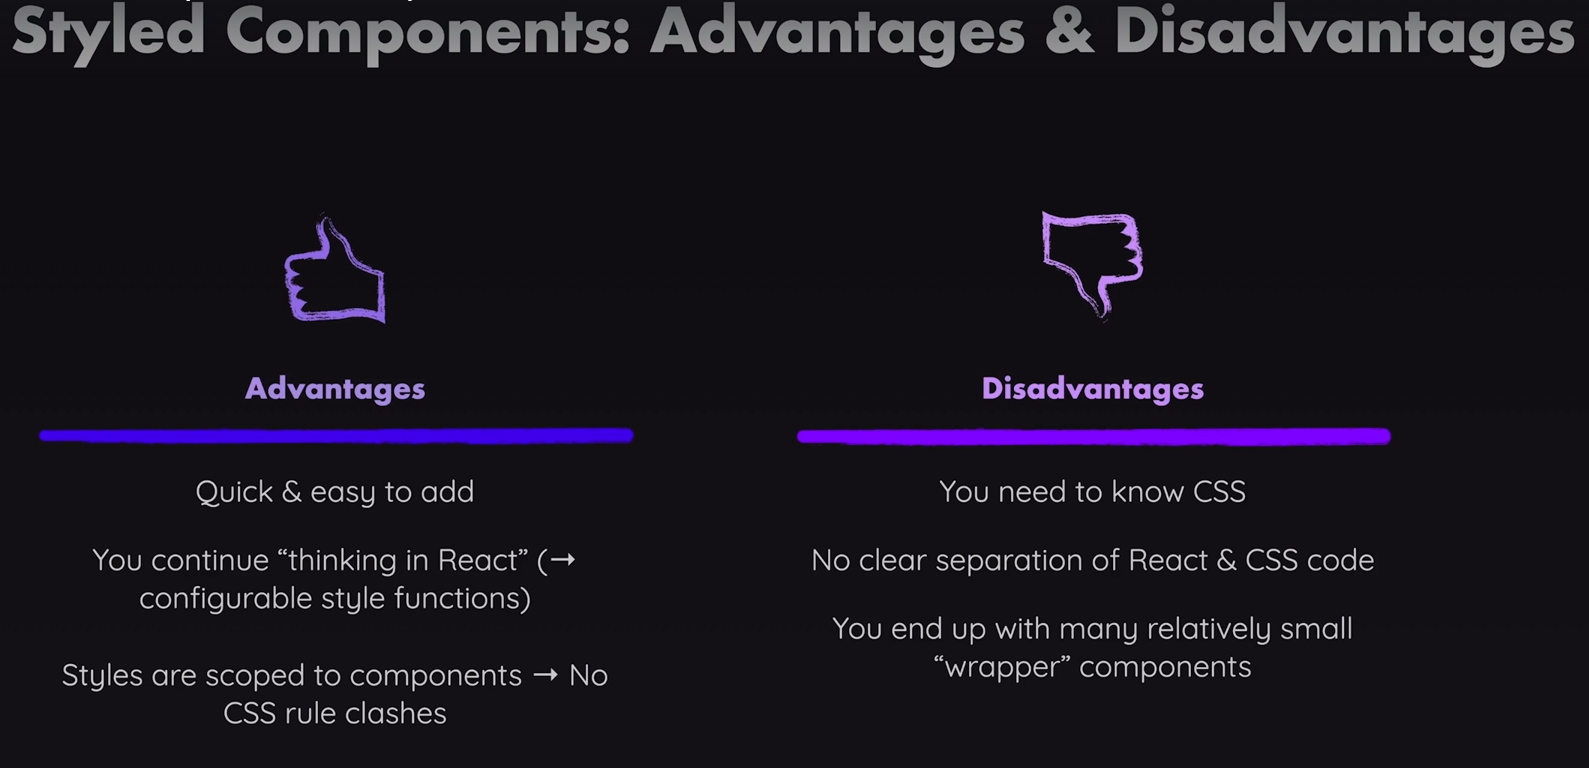 Styled Components: Advantages & Disadvantages
Advantages
Quick & easy to add
You continue “thinking in React” (→
configurable style functions)
Styles are scoped to components → No
CSS rule clashes
Disadvantages
You need to know CSS
No clear separation of React & CSS code
You end up with many relatively small
“wrapper” components